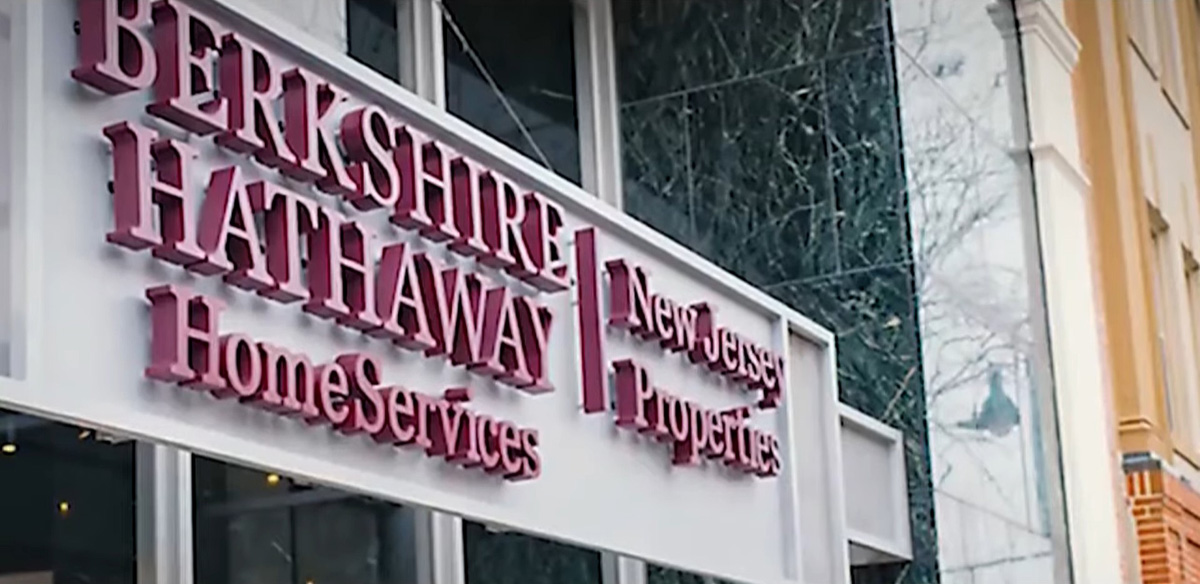 BERKSHIRE
HATHAWAY
HomeServices
New Jersey
Properties